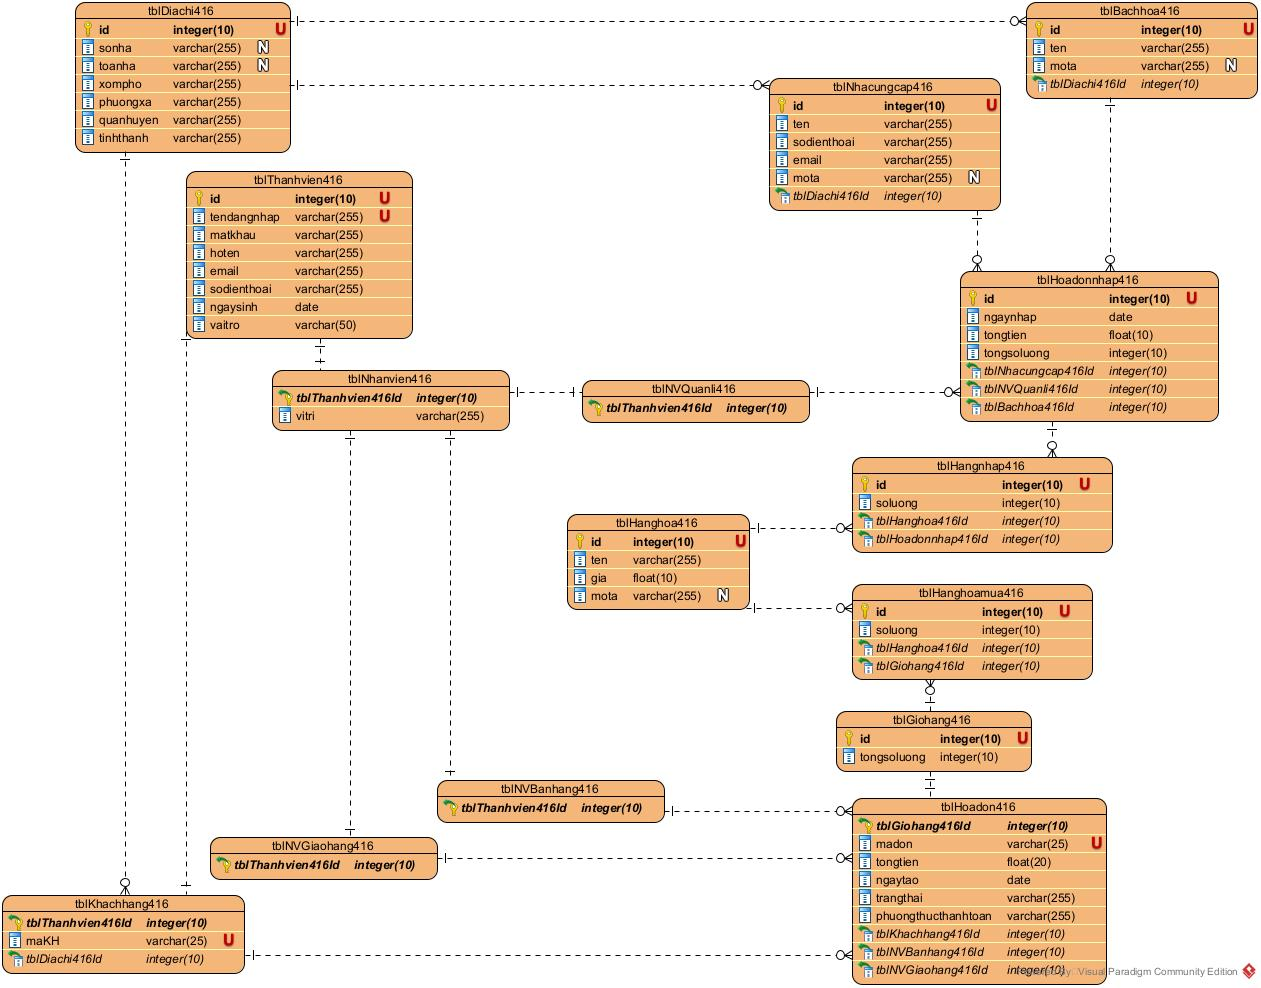 tblDiachi416
id integer(10) U
sonha varchar(255) N
toanha varchar(255) N
xompho varchar(255)
phuongxa varchar(255)
quanhuyen varchar(255)
tinhthanh varchar(255)
tblBachhoa416
id integer(10) U
ten varchar(255)
mota varchar(255) N
tblDiachi416Id integer(10)
tblNhacungcap416
id integer(10) U
ten varchar(255)
sodienthoai varchar(255)
email varchar(255)
mota varchar(255) N
tblDiachi416Id integer(10)
tblThanhvien416
id integer(10) U
tendangnhap varchar(255) U
matkhau varchar(255)
hoten varchar(255)
email varchar(255)
sodienthoai varchar(255)
ngaysinh date
vaitro varchar(50)
tblHoadonnhap416
id integer(10) U
ngaynhap date
tongtien float(10)
tongsoluong integer(10)
tblNhacungcap416Id integer(10)
tblNVQuanli416Id integer(10)
tblBachhoa416Id integer(10)
tblNhanvien416
tblThanhvien416Id integer(10)
vitri varchar(255)
tblNVQuanli416
tblThanhvien416Id integer(10)
tblHangnhap416
id integer(10) U
soluong integer(10)
tblHanghoa416Id integer(10)
tblHoadonnhap416Id integer(10)
tblHanghoa416
id integer(10) U
ten varchar(255)
gia float(10)
mota varchar(255) N
tblHanghoamua416
id integer(10) U
soluong integer(10)
tblHanghoa416Id integer(10)
tblGiohang416Id integer(10)
tblGiohang416
id integer(10) U
tongsoluong integer(10)
tblNVBanhang416
tblThanhvien416Id integer(10)
tblHoadon416
tblGiohang416Id integer(10)
madon varchar(25) U
tongtien float(20)
ngaytao date
trangthai varchar(255)
phuongthucthanhtoan varchar(255)
tblKhachhang416Id integer(10)
tblNVBanhang416Id integer(10)
tblNVGiaohang416Id integer(10)
tblNVGiaohang416
tblThanhvien416Id integer(10)
tblKhachhang416
tblThanhvien416Id integer(10)
maKH varchar(25) U
tblDiachi416Id integer(10)
Visual Paradigm Community Edition